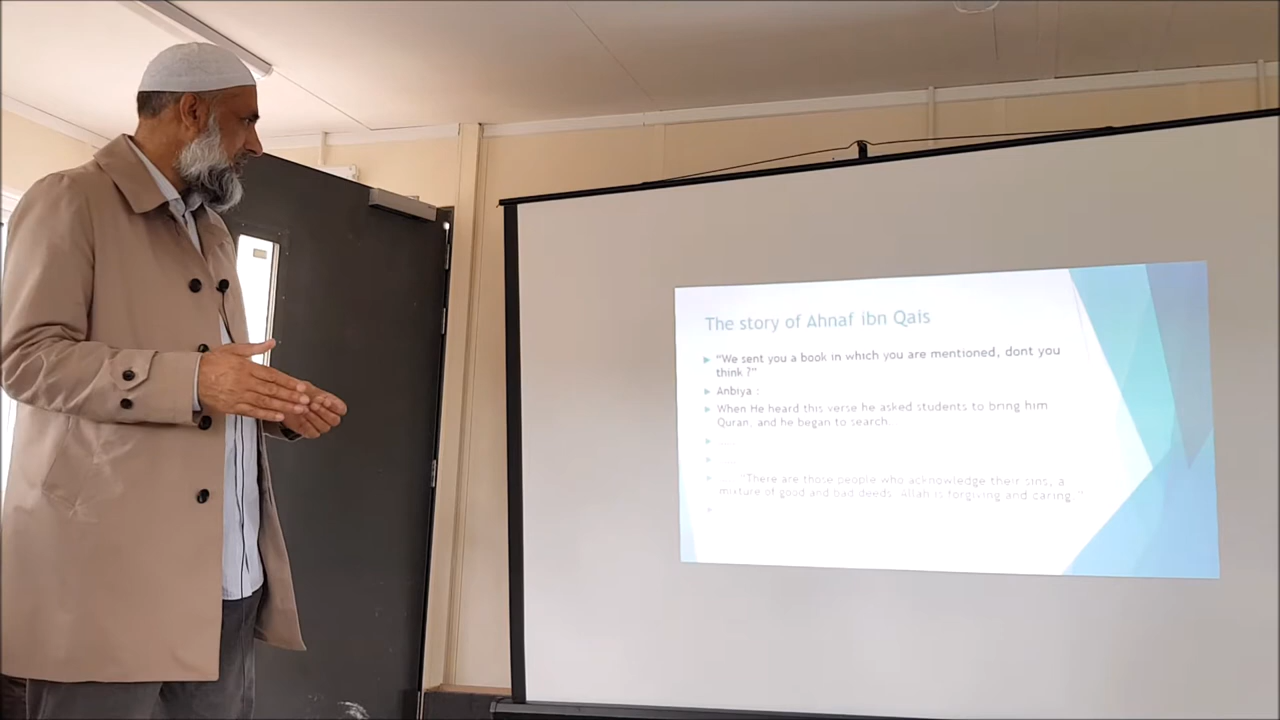 The story of Ahnaf ibn Qais
"We sent you a book in which you are mentioned, dont you
think ?"
Anbiya :
When He heard this verse he asked students to bring him
Quran, and he began to search.
......
......
"There are those people who acknowledge their sins, a
mixture of good and bad deeds. Allah is forgiving and caring."